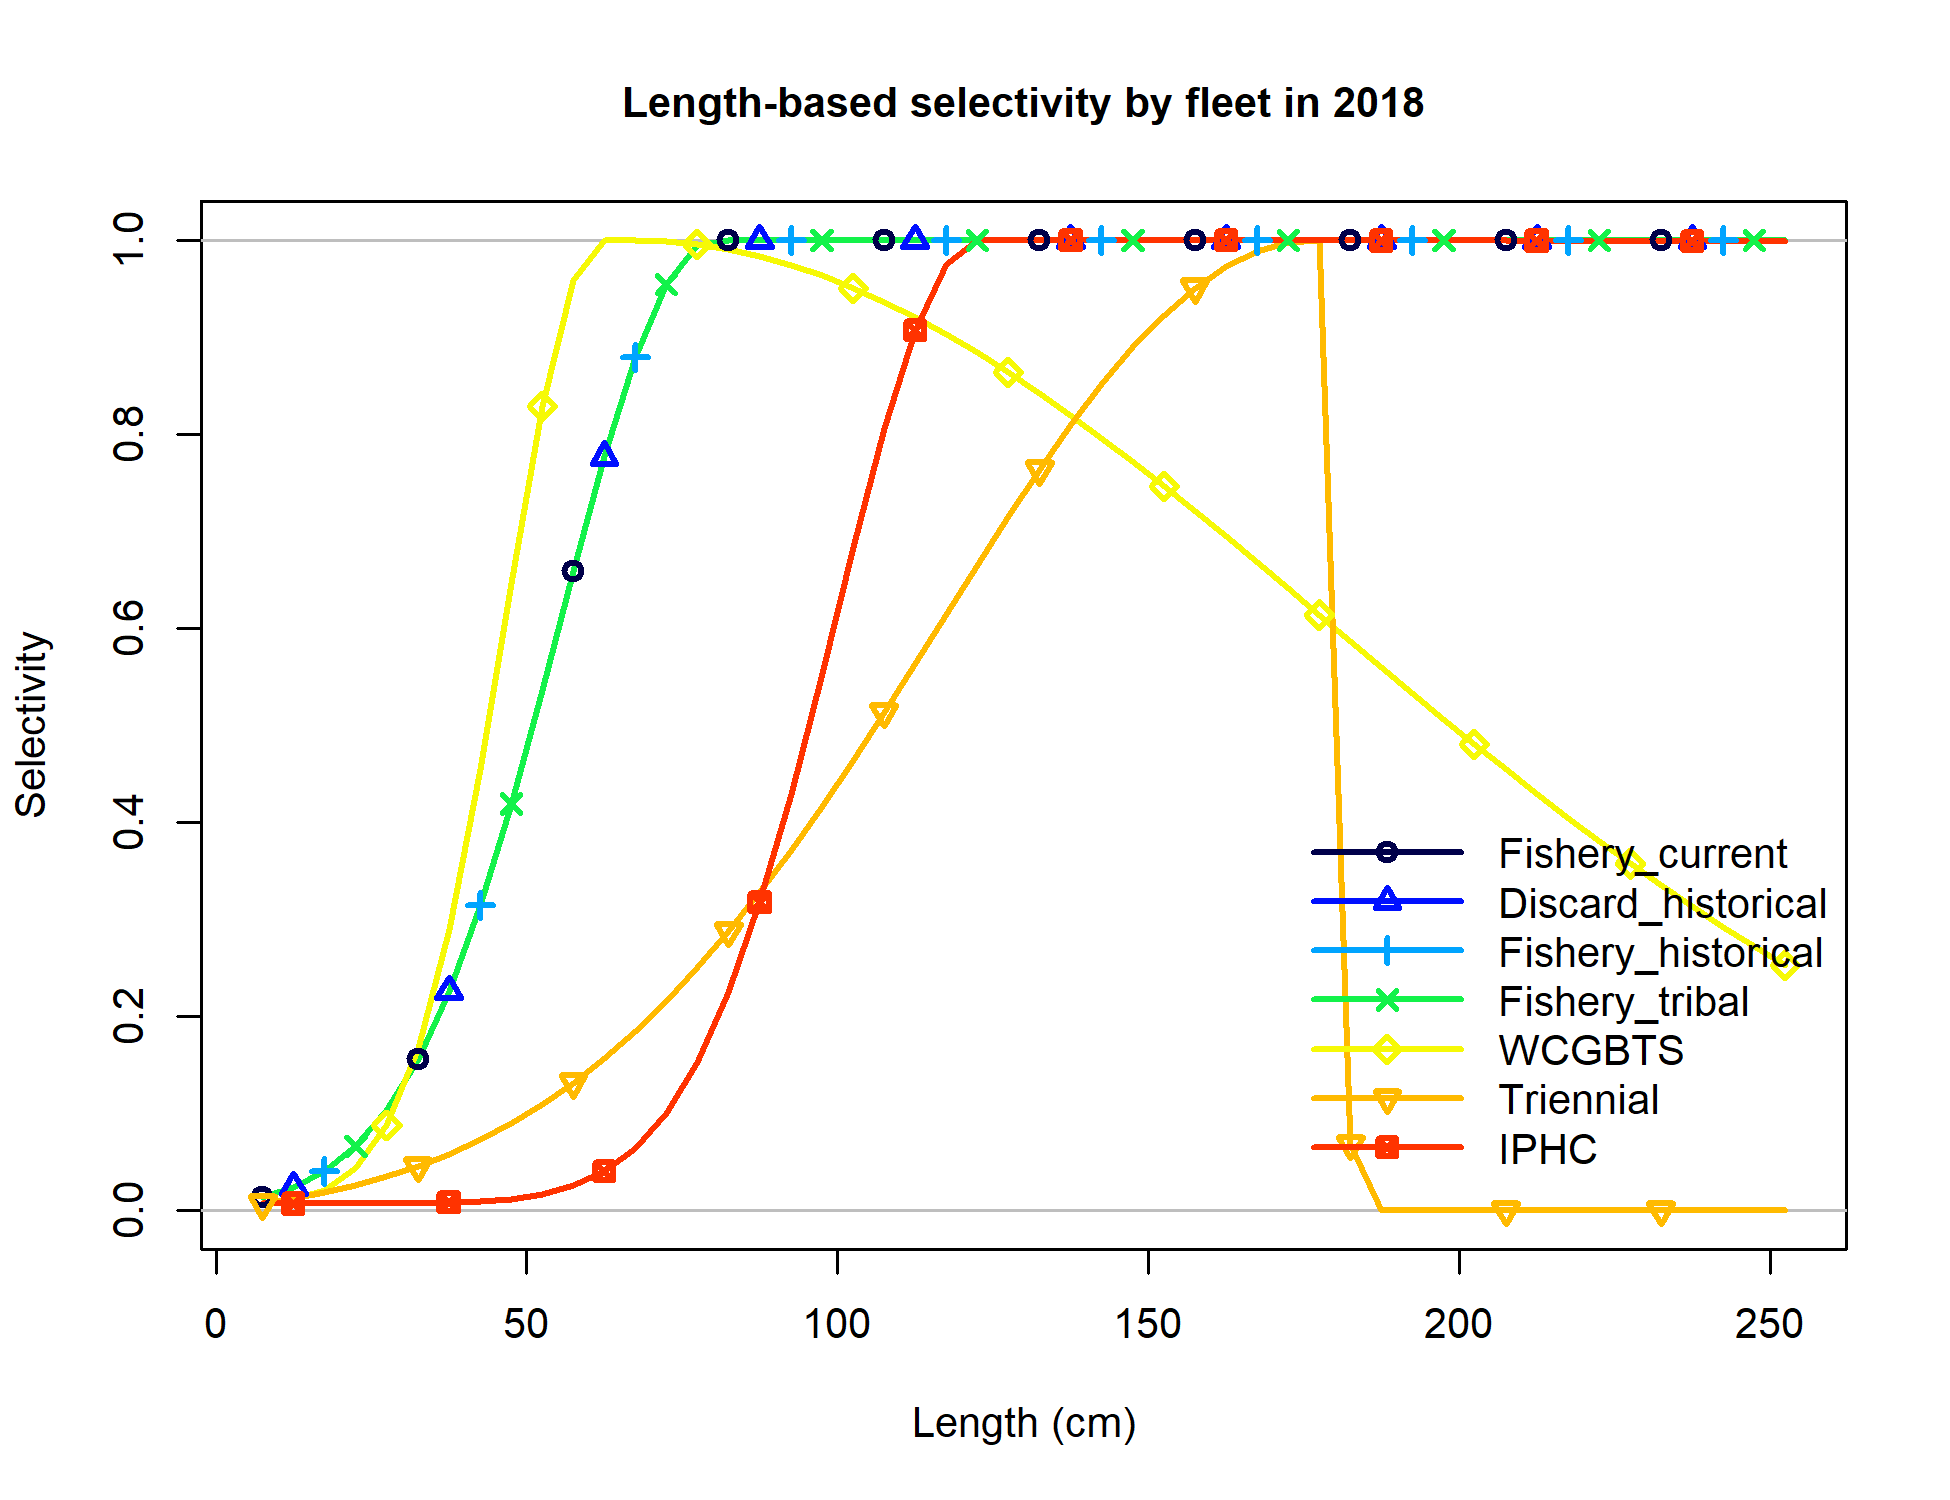 Length-based selectivity by fleet in 2018
Selectivity
1.0
0.8
0.6
0.4
0.2
0.0
Fishery_current
Discard_historical
Fishery_historical
Fishery_tribal
WCGBTS
Triennial
IPHC
0 50 100 150 200 250
Length (cm)